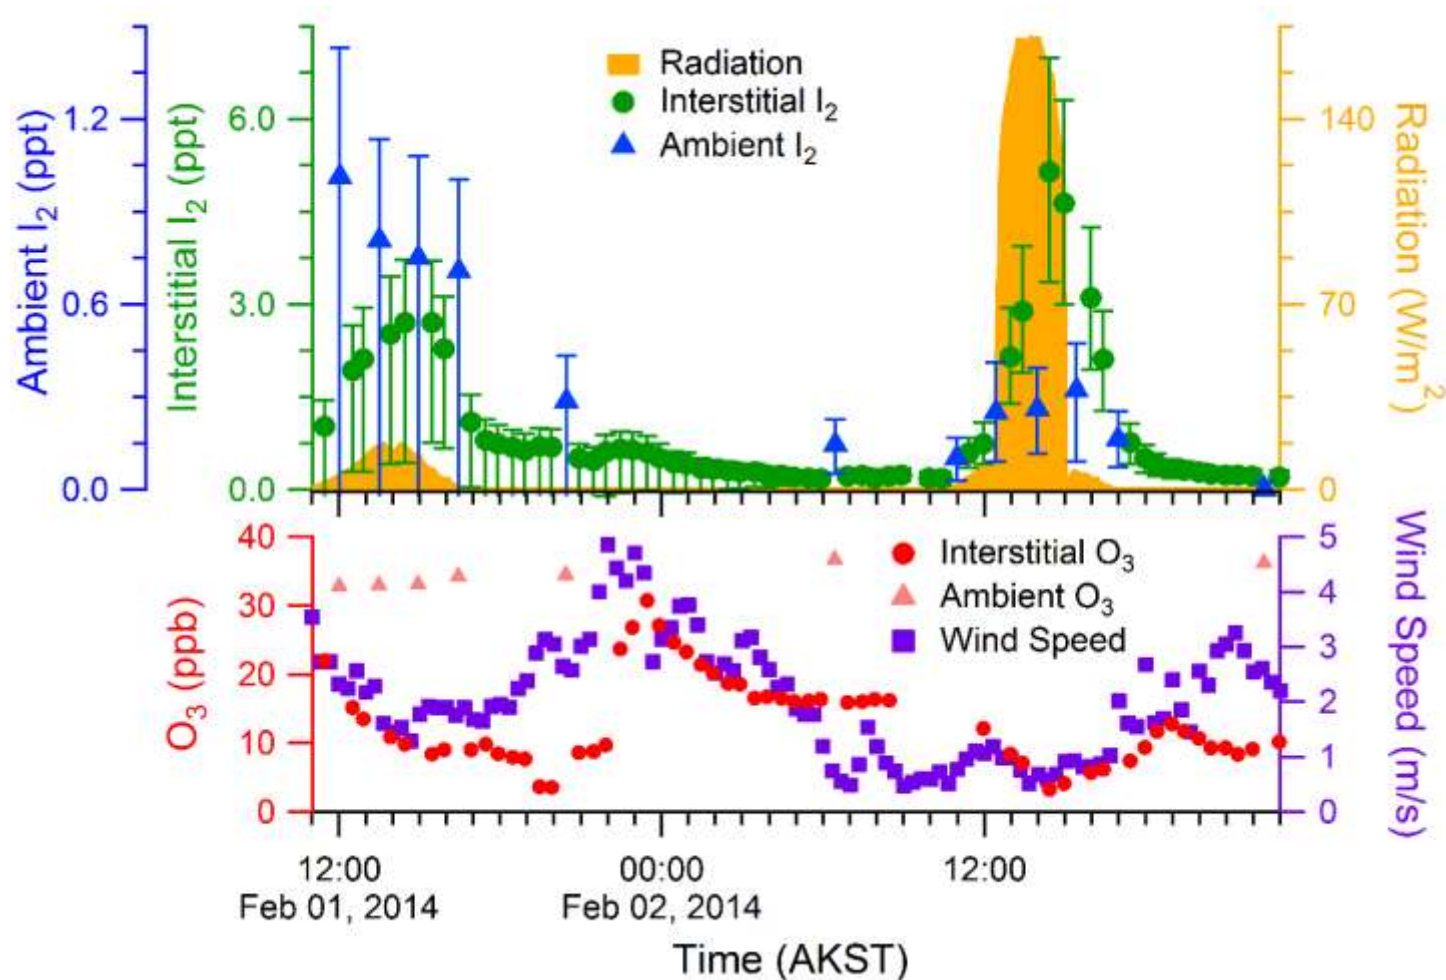 Ambient I2 (ppt)
1.2
0.6
0.0
Interstitial I2 (ppt)
6.0
3.0
0.0
Radiation
Interstitial I2
Ambient I2
140
70
0
Radiation (W/m2)
O3 (ppb)
40
30
20
10
0
Interstitial O3
Ambient O3
Wind Speed
5
4
3
2
1
0
Wind Speed (m/s)
12:00
Feb 01, 2014
00:00
Feb 02, 2014
12:00
Time (AKST)